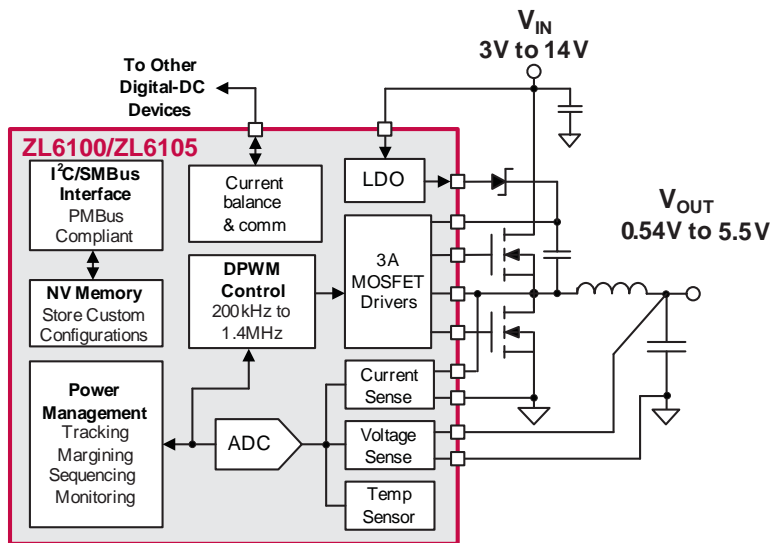 V_IN
3V to 14V
To Other
Digital-DC
Devices
ZL6100/ZL6105
I²C/SMBus
Interface
PMBus
Compliant
Current
balance
& comm
LDO
V_OUT
0.54V to 5.5V
NV Memory
Store Custom
Configurations
DPWM
Control
200kHz to
1.4MHz
3A
MOSFET
Drivers
Power
Management
Tracking
Margining
Sequencing
Monitoring
ADC
Current
Sense
Voltage
Sense
Temp
Sensor